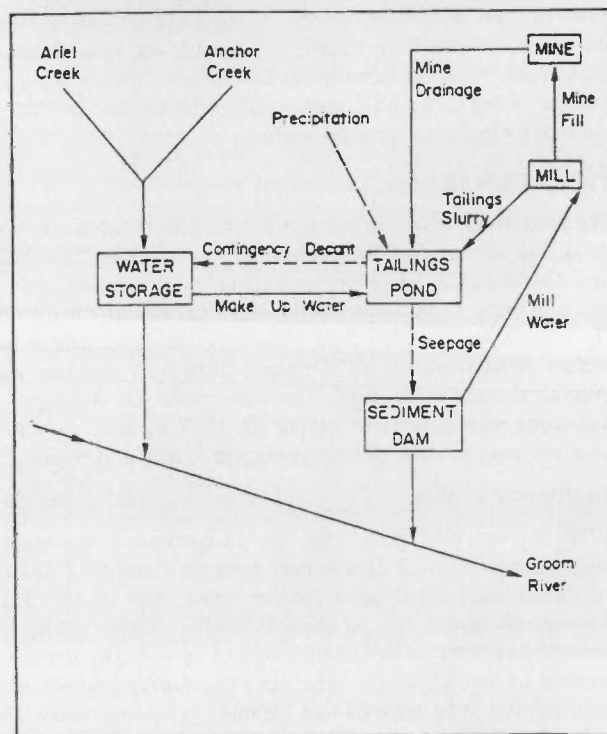 Ariel
Creek
Anchor
Creek
MINE
Mine
Drainage
Mine
Fill
Precipitation
MILL
Tailings
Slurry
Contingency Decant
WATER
STORAGE
TAILINGS
POND
Make Up Water
Mill
Water
Seepage
SEDIMENT
DAM
Groom
River